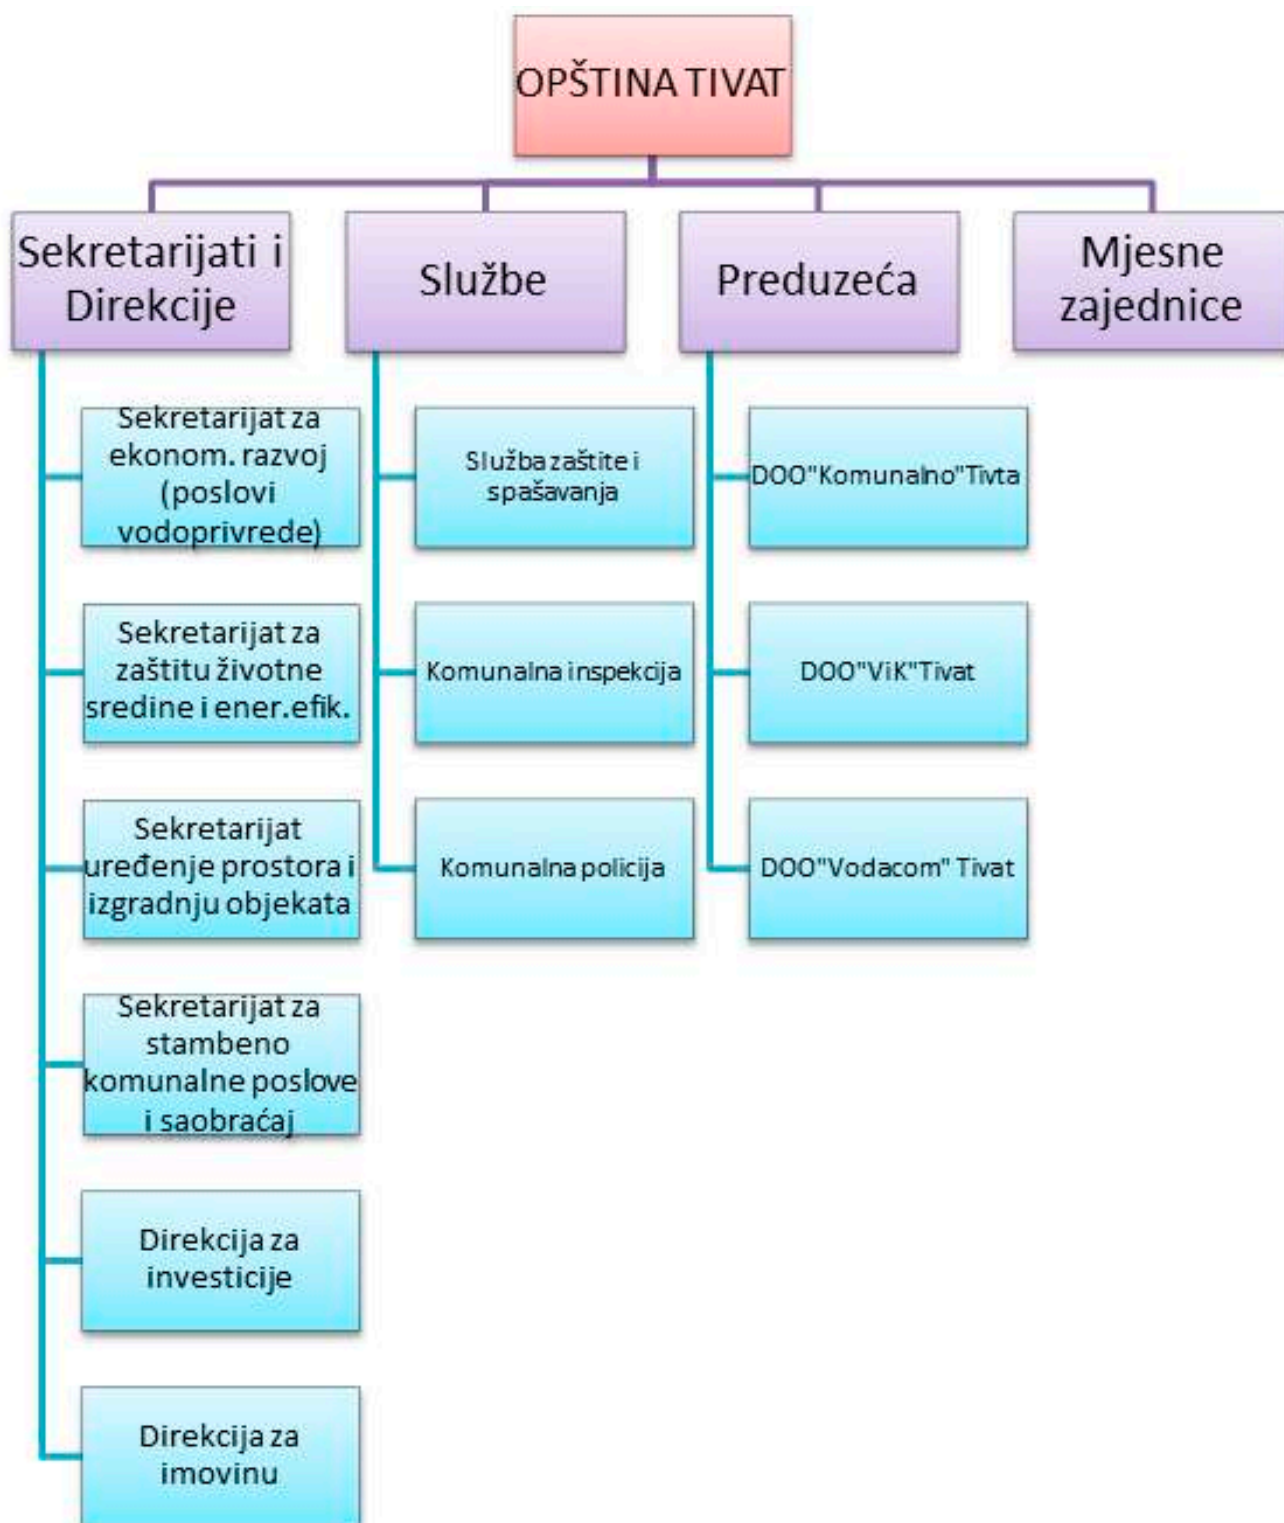 OPŠTINA TIVAT
Sekretarijati i
Direkcije
Službe
Preduzeća
Mjesne
zajednice
Sekretarijat za
ekonom. razvoj
(poslovi
vodoprivrede)
Sekretarijat za
zaštitu životne
sredine i ener.efik.
Sekretarijat
uređenje prostora i
izgradnju objekata
Sekretarijat za
stambeno
komunalne poslove
i saobraćaj
Direkcija za
investicije
Direkcija za
imovinu
Služba zaštite i
spašavanja
Komunalna inspekcija
Komunalna policija
DOO"Komunalno"Tivta
DOO"ViK"Tivat
DOO"Vodacom" Tivat